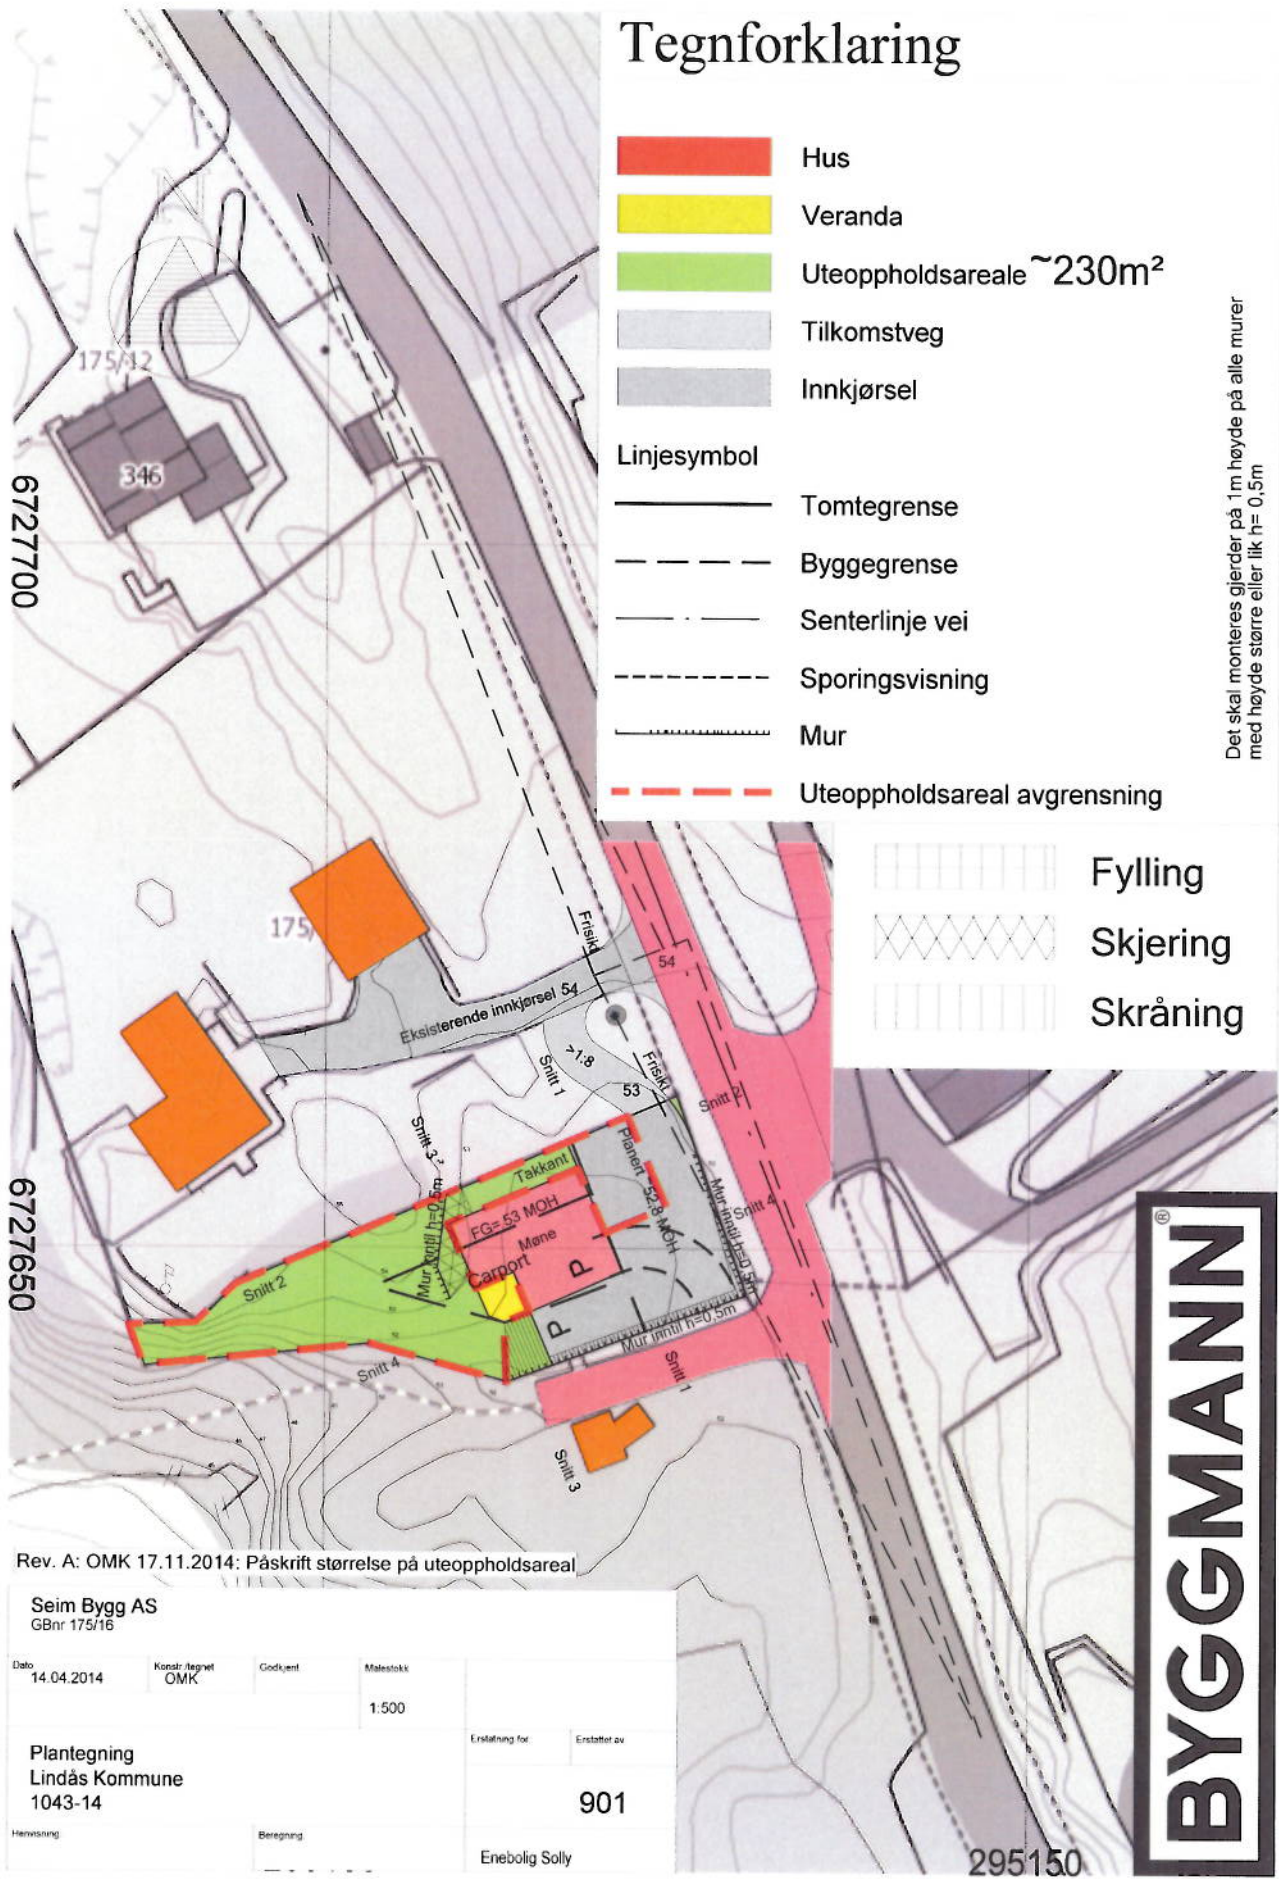 Tegnforklaring
Hus
Veranda
Uteoppholdsareale ~230m²
Tilkomstveg
Innkjørsel
Linjesymbol
Tomtegrense
Byggegrense
Senterlinje vei
Sporingsvisning
Mur
Uteoppholdsareal avgrensning
Fylling
Skjering
Skråning
Det skal monteres gjerder på 1m høyde på alle murer
med høyde større eller lik h= 0,5m
N
175/12
346
6727700
175/
Frisikt
54
Eksisterende innkjørsel 54
>1:8
Snitt 1
Frisikt
53
Snitt 2
Snitt 3
Planert ~52,8 MOH
Takkant
Mur inntil h=0,5m
Snitt 4
Mur inntil h=0,5m
FG= 53 MOH
Møne
Carport
P
P
Mur inntil h=0,5m
Snitt 2
Snitt 4
Snitt 1
Snitt 3
6727650
Rev. A: OMK 17.11.2014: Påskrift størrelse på uteoppholdsareal
Seim Bygg AS
GBnr 175/16
Dato
14.04.2014
Konstr./tegnet
OMK
Godkjent
Målestokk
1:500
Plantegning
Lindås Kommune
1043-14
Erstatning for
Erstattet av
901
Henvisning
Beregning
Enebolig Solly
295150
BYGGMANN®